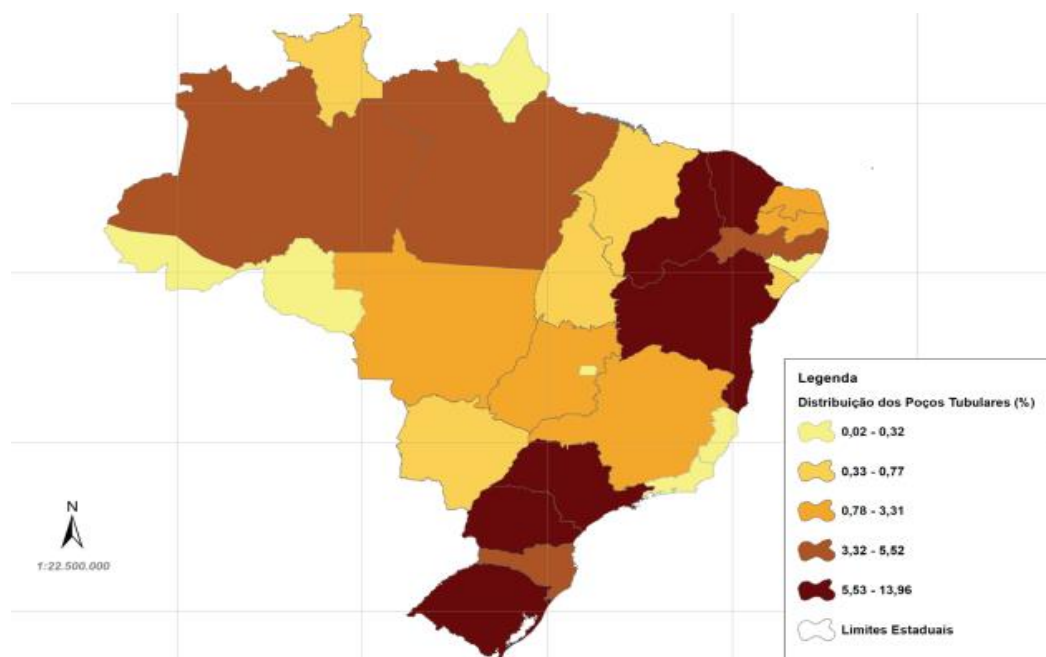 N
1:22.500.000
Legenda
Distribuição dos Poços Tubulares (%)
0,02 - 0,32
0,33 - 0,77
0,78 - 3,31
3,32 - 5,52
5,53 - 13,96
Limites Estaduais